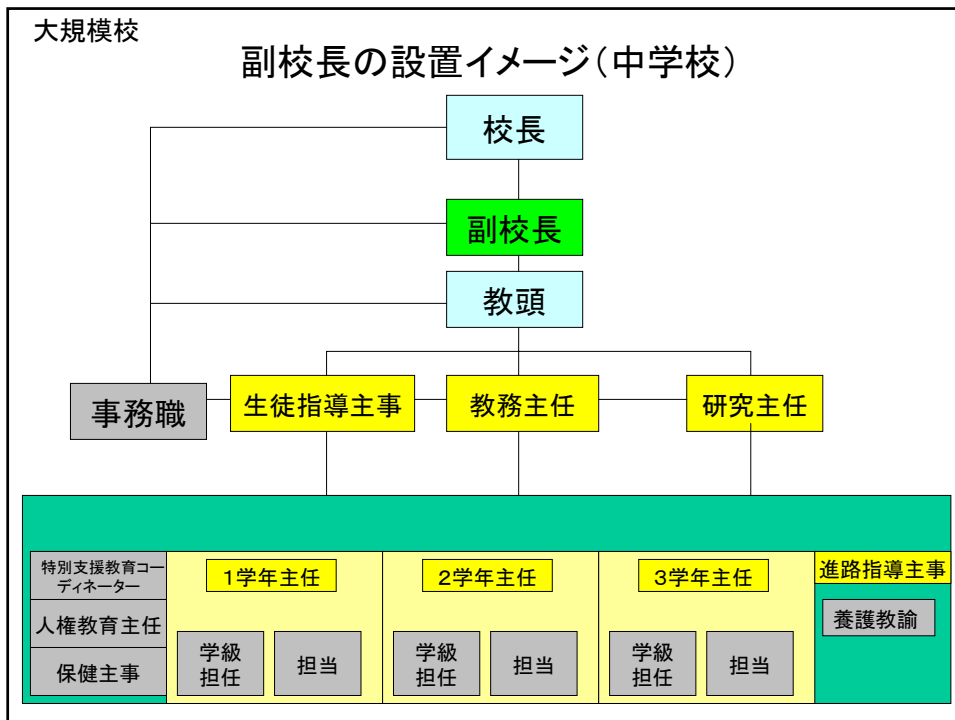 大規模校
副校長の設置イメージ（中学校）
校長
副校長
教頭
事務職
生徒指導主事
教務主任
研究主任
特別支援教育コー
ディネーター
人権教育主任
保健主事
1学年主任
学級
担任
担当
2学年主任
学級
担任
担当
3学年主任
学級
担任
担当
進路指導主事
養護教諭